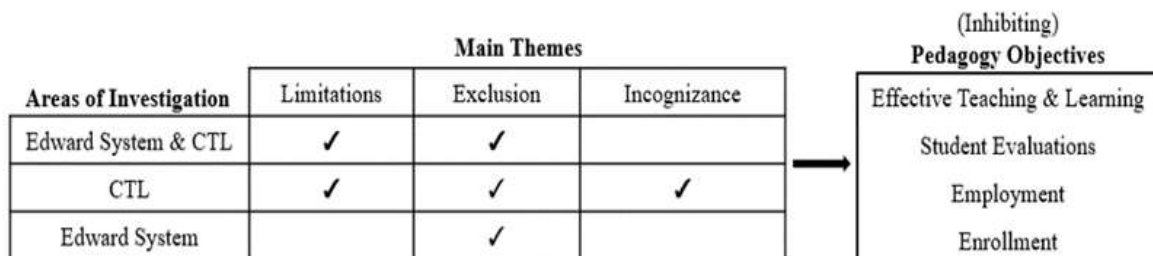 (Inhibiting)
Main Themes
Pedagogy Objectives
Areas of Investigation Limitations Exclusion Incognizance
Edward System & CTL ✓ ✓
CTL ✓ ✓ ✓
Edward System ✓
Effective Teaching & Learning
Student Evaluations
Employment
Enrollment